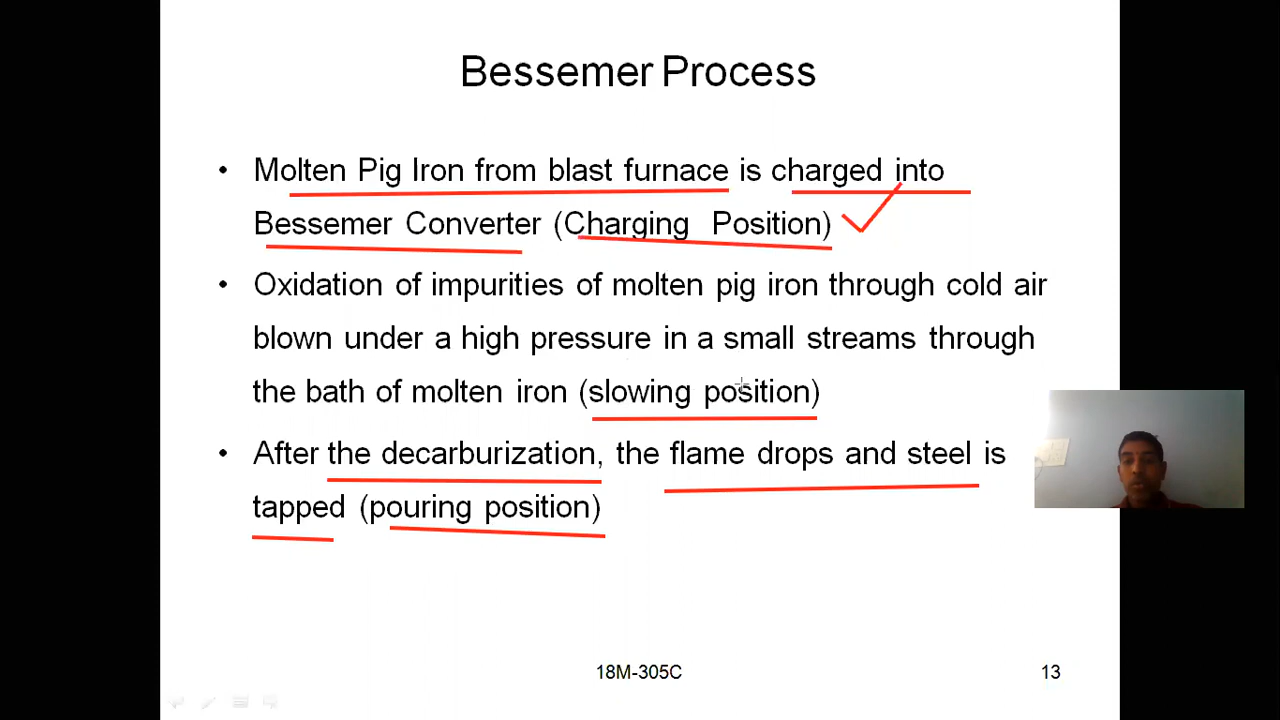 Bessemer Process
• Molten Pig Iron from blast furnace is charged into
Bessemer Converter (Charging Position)
• Oxidation of impurities of molten pig iron through cold air
blown under a high pressure in a small streams through
the bath of molten iron (slowing position)
• After the decarburization, the flame drops and steel is
tapped (pouring position)
18M-305C
13